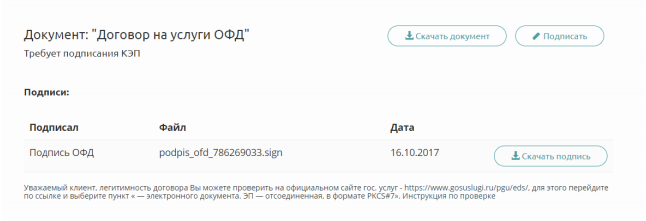 Документ: "Договор на услуги ОФД"
Скачать документ
Подписать
Требует подписания КЭП
Подписи:
Подписал Файл Дата
Подпись ОФД podpis_ofd_786269033.sign 16.10.2017 Скачать подпись
Уважаемый клиент, легитимность договора Вы можете проверить на официальном сайте гос. услуг - https://www.gosuslugi.ru/pgu/eds/, для этого перейдите
по ссылке и выберите пункт « — электронного документа. ЭП — отсоединенная, в формате PKCS#7». Инструкция по проверке